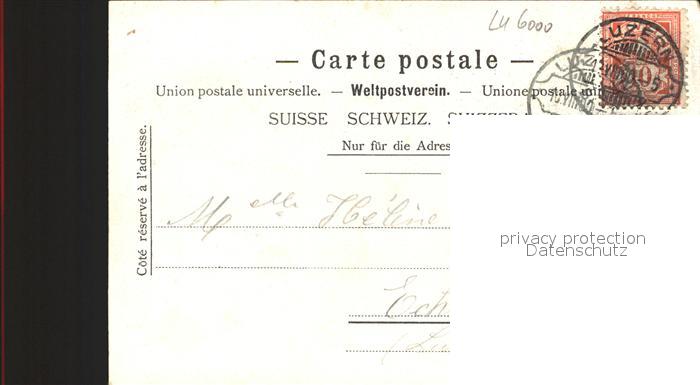 LU 6000
— Carte postale —
Union postale universelle. — Weltpostverein. — Unione postale
SUISSE SCHWEIZ.
Nur für die Adres
Côté réservé à l'adresse.
LUZERN
Melle Hélène
privacy protection
Datenschutz